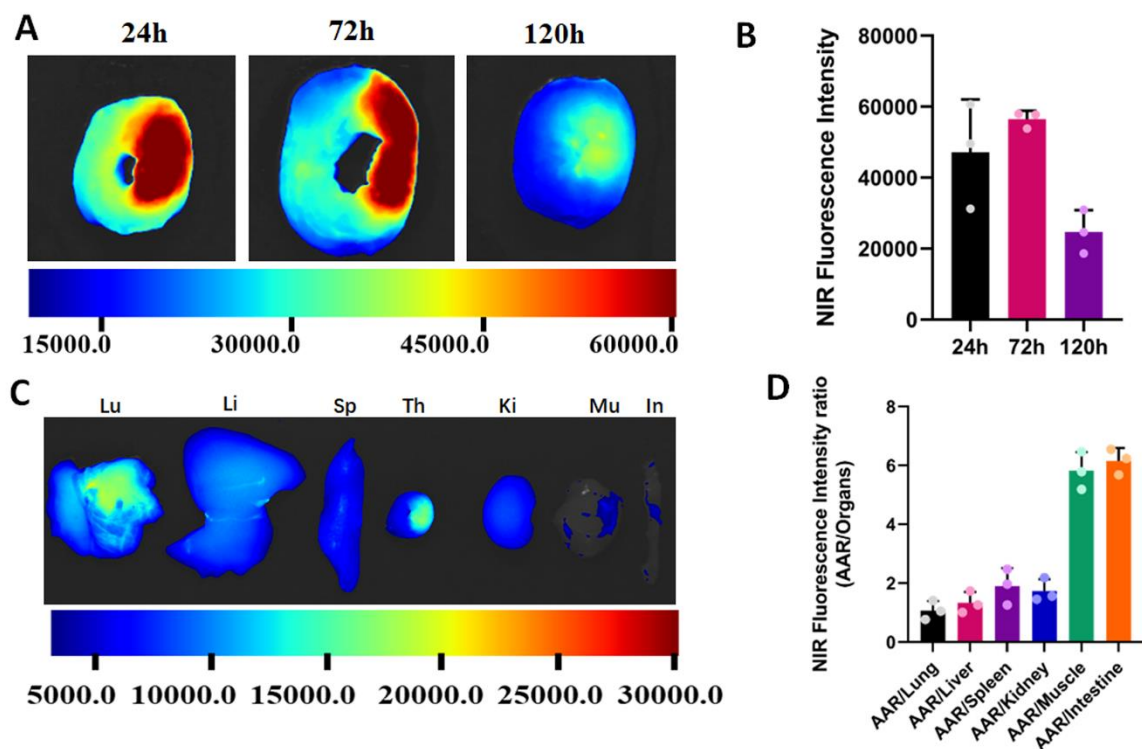 A
24h 72h 120h
15000.0 30000.0 45000.0 60000.0
B
NIR Fluorescence Intensity
80000
60000
40000
20000
0
24h 72h 120h
C
Lu Li Sp Th Ki Mu In
5000.0 10000.0 15000.0 20000.0 25000.0 30000.0
D
NIR Fluorescence Intensity ratio
(AAR/Organs)
8
6
4
2
0
AAR/Lung
AAR/Liver
AAR/Spleen
AAR/Kidney
AAR/Muscle
AAR/Intestine